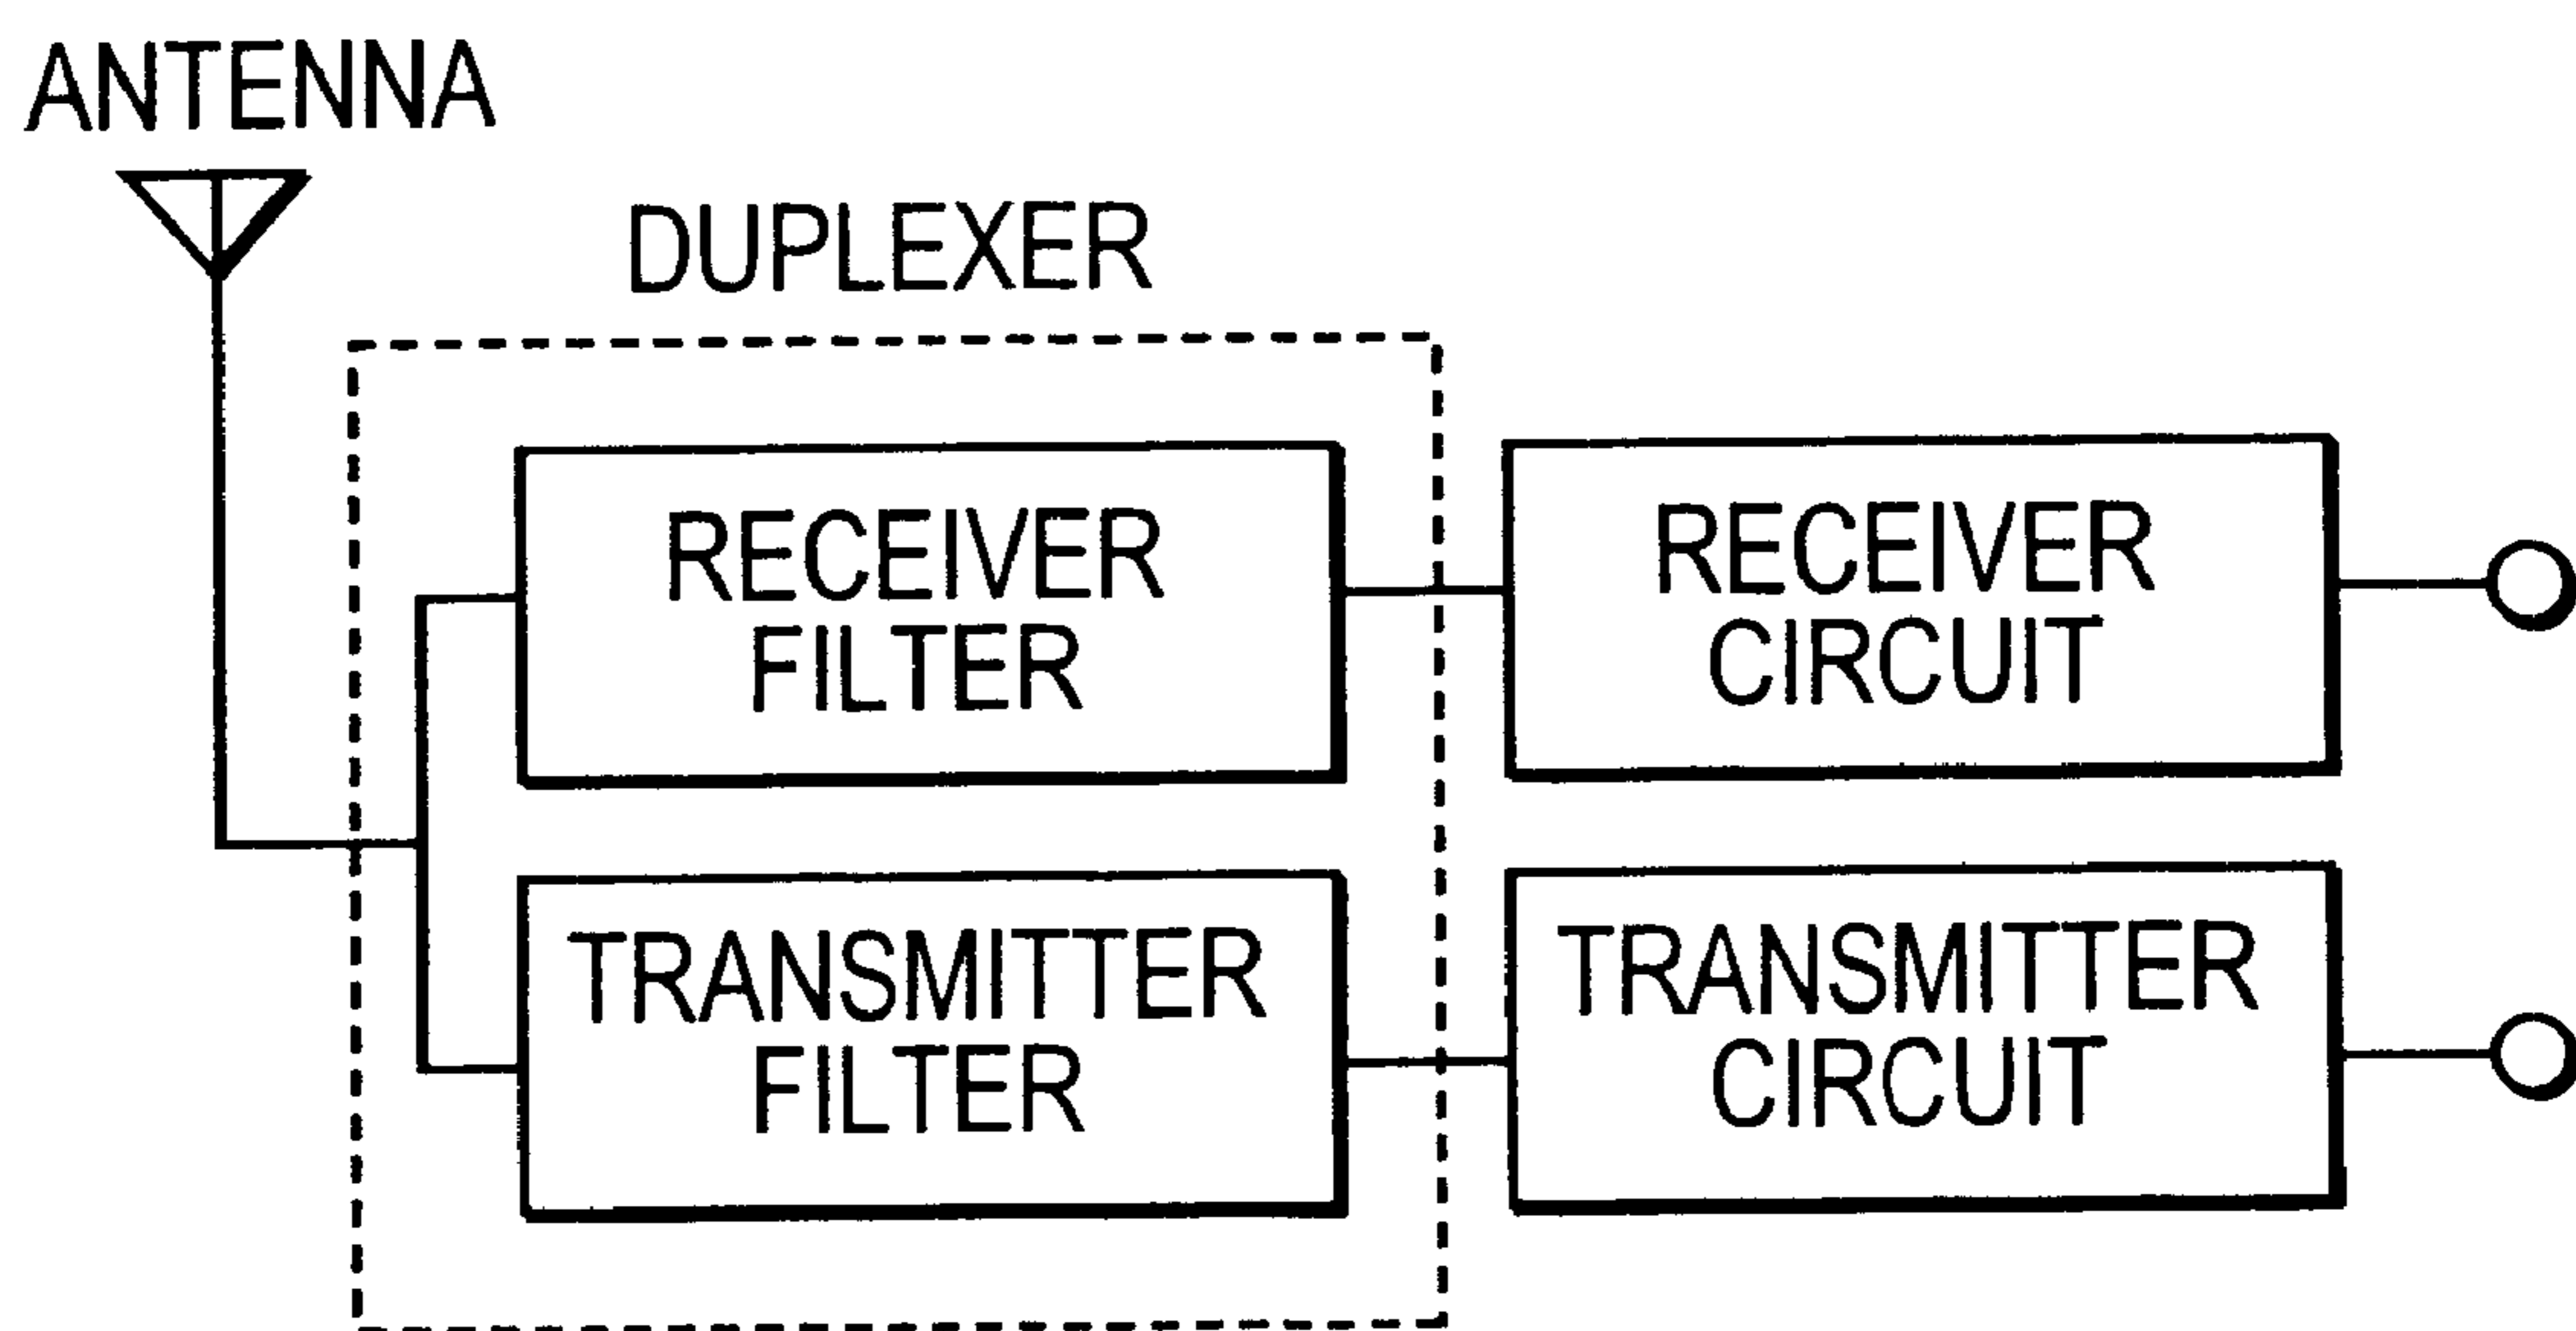 ANTENNA
DUPLEXER
RECEIVER
FILTER
RECEIVER
CIRCUIT
TRANSMITTER
FILTER
TRANSMITTER
CIRCUIT